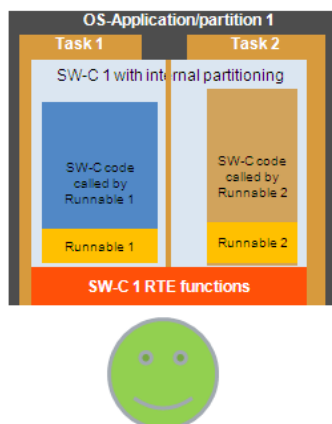 OS-Application/partition 1
Task 1 Task 2
SW-C 1 with internal partitioning
SW-C code
called by
Runnable 1
SW-C code
called by
Runnable 2
Runnable 1
Runnable 2
SW-C 1 RTE functions